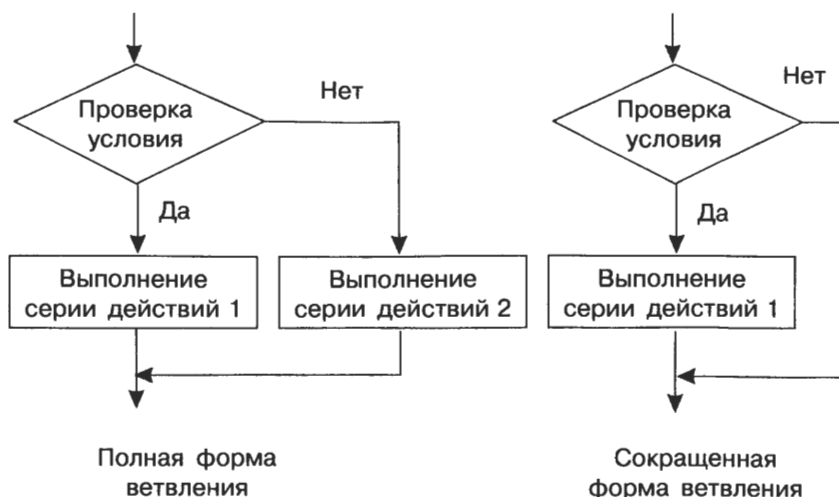 Проверка
условия
Нет
Да
Выполнение
серии действий 1
Выполнение
серии действий 2
Полная форма
ветвления
Проверка
условия
Нет
Да
Выполнение
серии действий 1
Сокращенная
форма ветвления